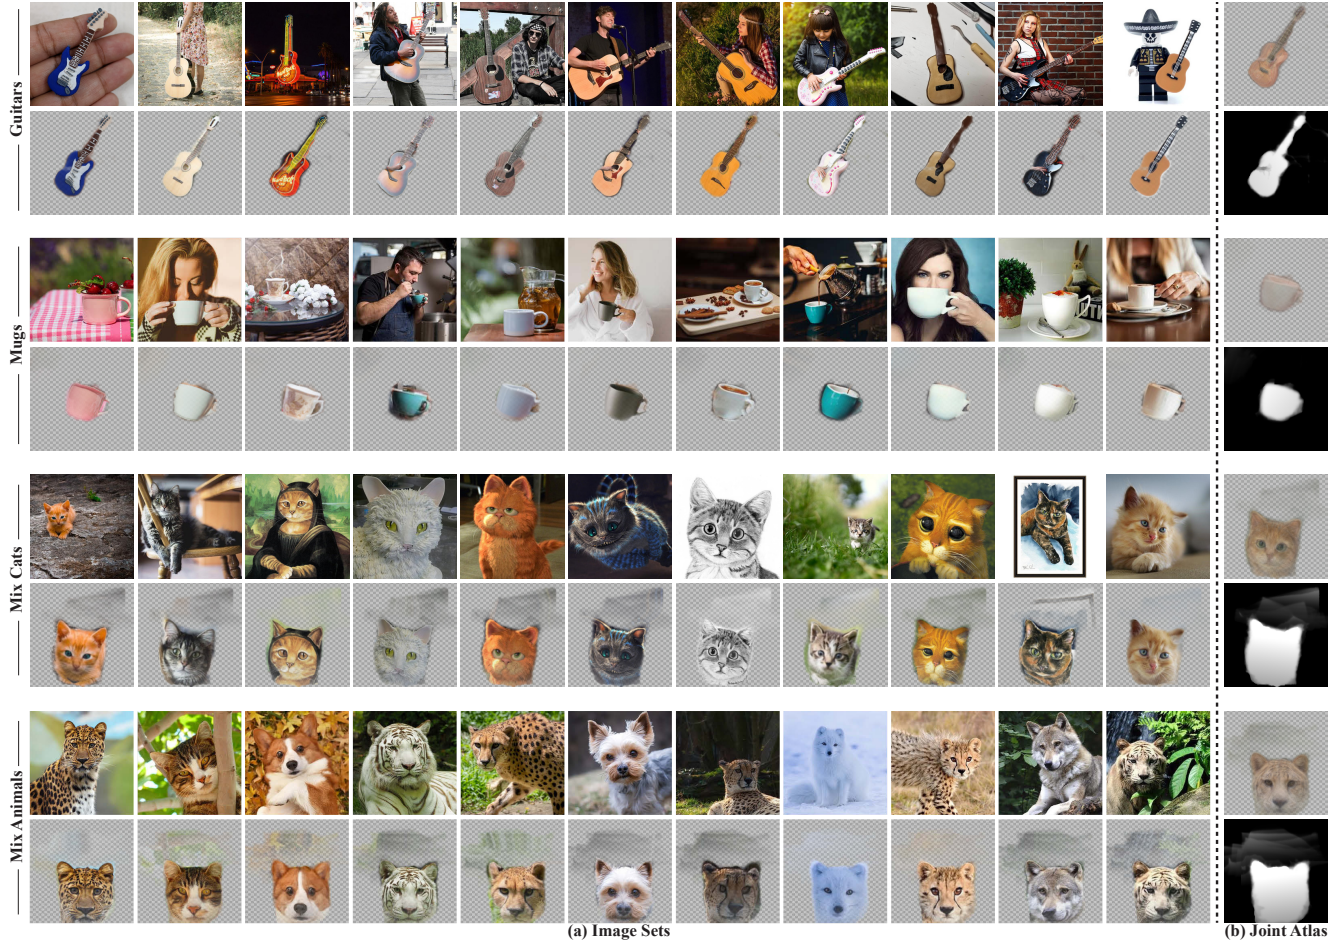 Guitars
Mugs
Mix Cats
Mix Animals
(a) Image Sets
(b) Joint Atlas